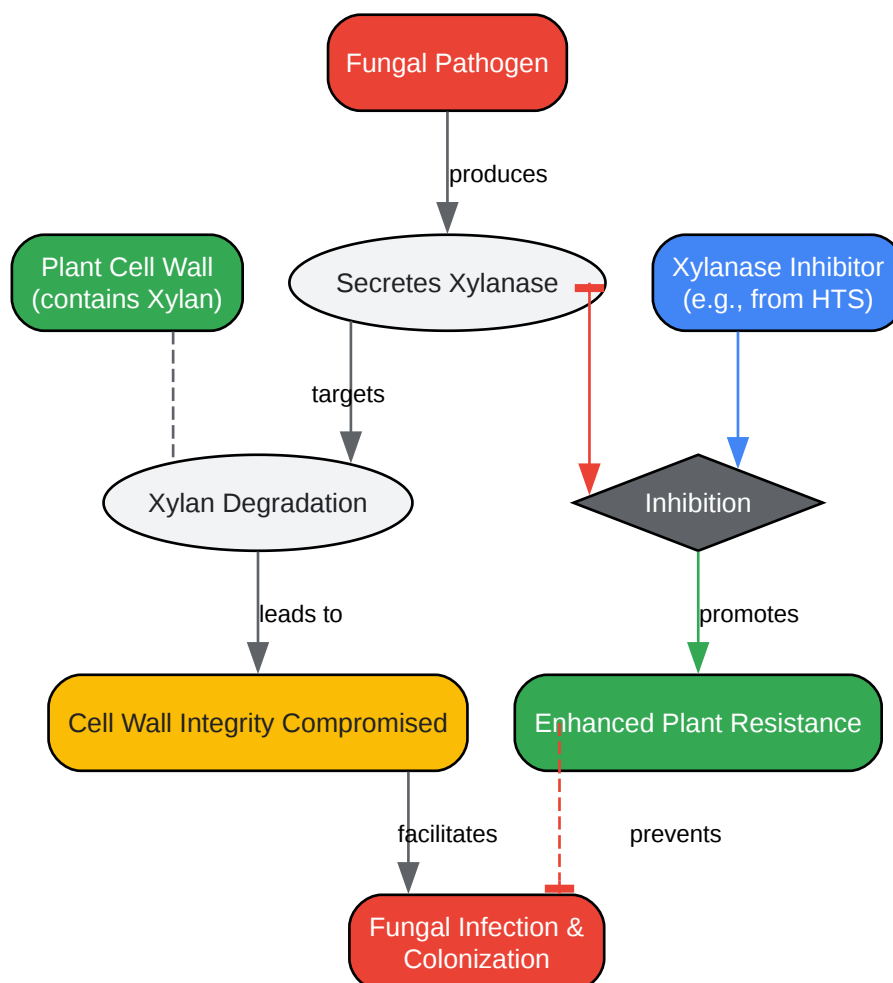 Fungal Pathogen
produces
Plant Cell Wall
(contains Xylan)
Secretes Xylanase
Xylanase Inhibitor
(e.g., from HTS)
targets
Xylan Degradation
Inhibition
leads to
promotes
Cell Wall Integrity Compromised
Enhanced Plant Resistance
facilitates
prevents
Fungal Infection &
Colonization